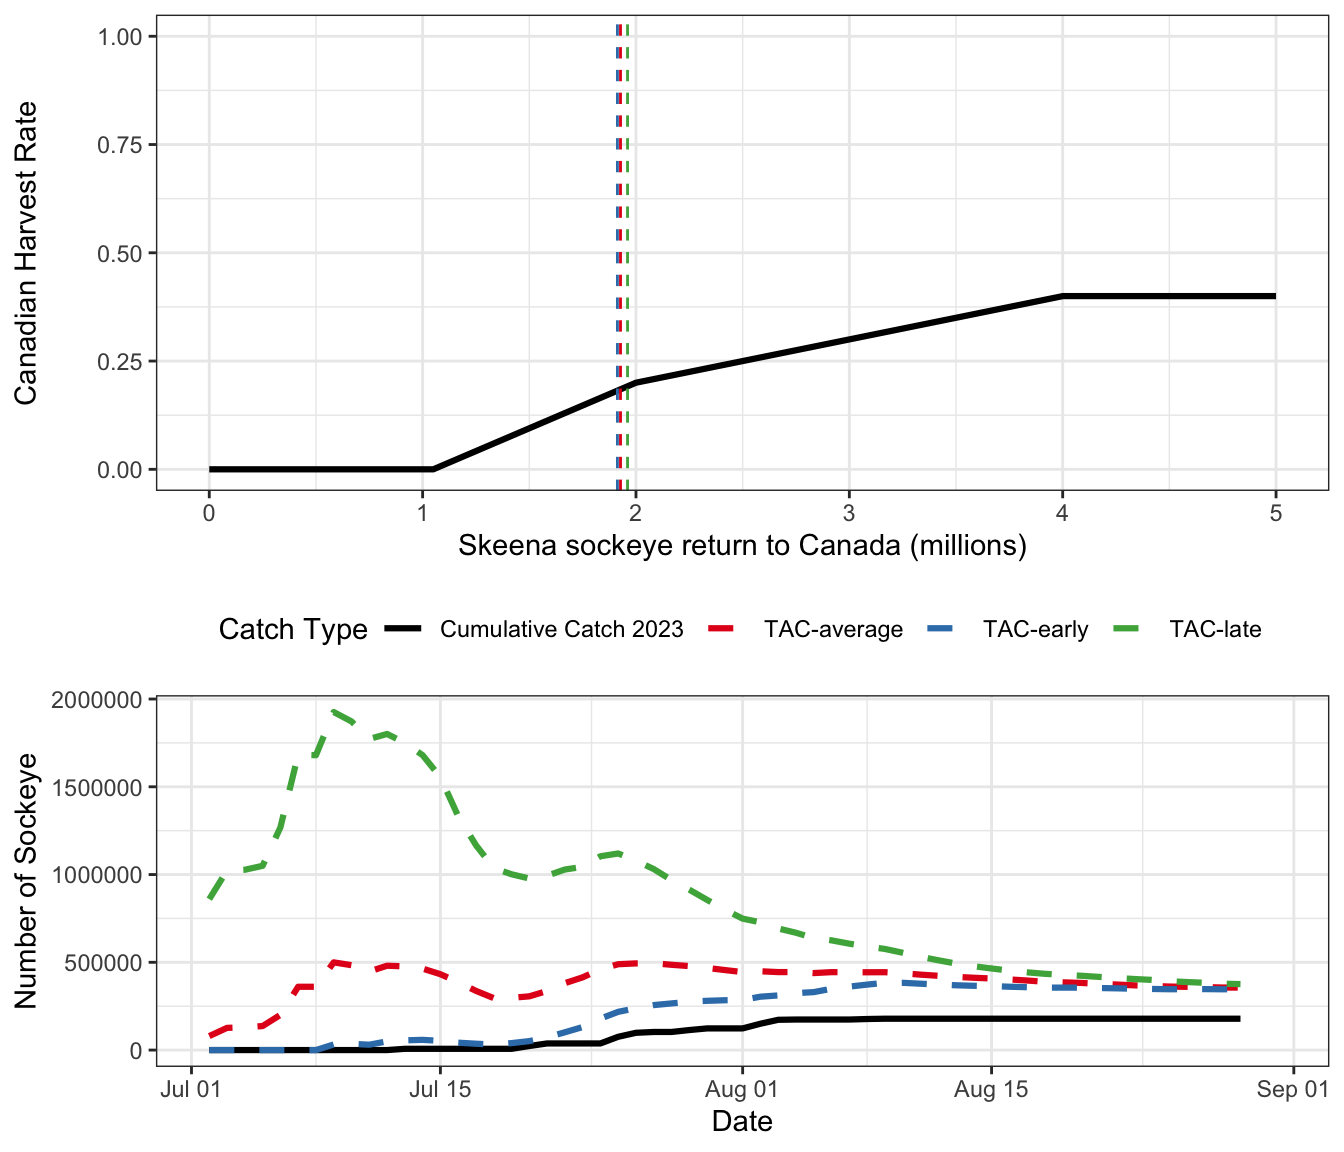 1.00
0.75
0.50
0.25
0.00
Canadian Harvest Rate
0 1 2 3 4 5
Skeena sockeye return to Canada (millions)
Catch Type Cumulative Catch 2023 TAC-average TAC-early TAC-late
2000000
1500000
1000000
500000
0
Number of Sockeye
Jul 01 Jul 15 Aug 01 Aug 15 Sep 01
Date